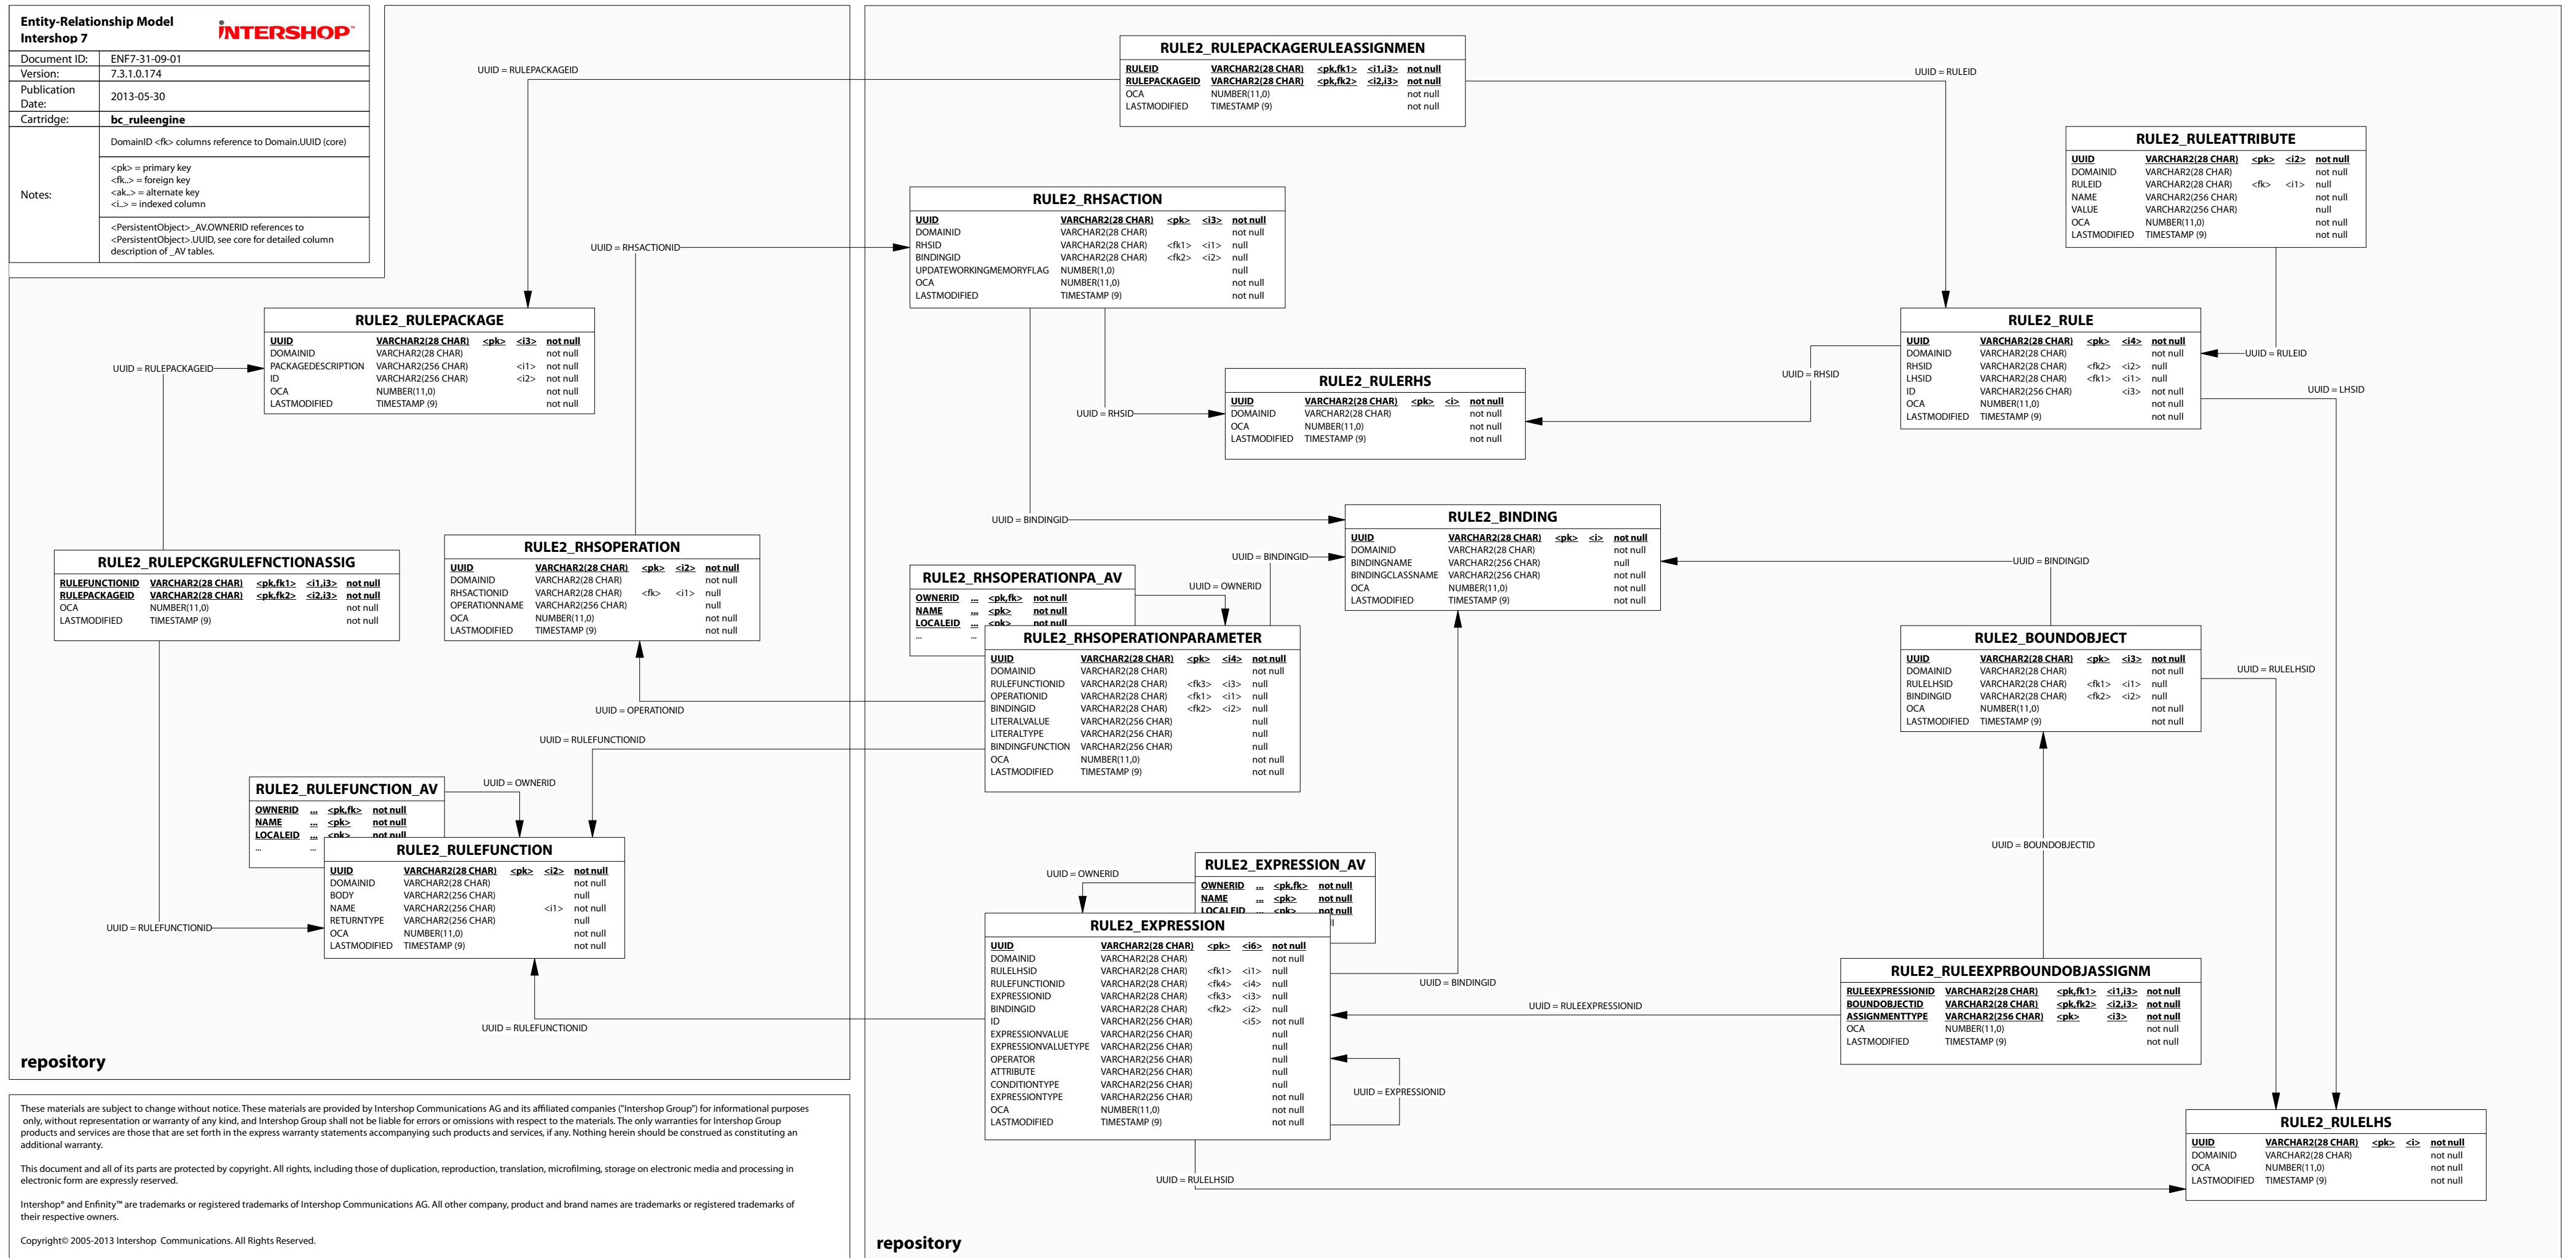 Entity-Relationship Model
Intershop 7
INTERSHOP™
Document ID: ENF7-31-09-01
Version: 7.3.1.0.174
Publication
Date:
2013-05-30
Cartridge: bc_ruleengine
Notes:
DomainID <fk> columns reference to Domain.UUID (core)
<pk> = primary key
<fk..> = foreign key
<ak..> = alternate key
<i..> = indexed column
<PersistentObject>_AV.OWNERID references to
<PersistentObject>.UUID, see core for detailed column
description of _AV tables.
UUID = RULEPACKAGEID
RULE2_RULEPACKAGERULEASSIGNMEN
RULEID VARCHAR2(28 CHAR) <pk,fk1> <i1,i3> not null
RULEPACKAGEID VARCHAR2(28 CHAR) <pk,fk2> <i2,i3> not null
OCA NUMBER(11,0) not null
LASTMODIFIED TIMESTAMP (9) not null
UUID = RULEID
RULE2_RULEATTRIBUTE
UUID VARCHAR2(28 CHAR) <pk> <i2> not null
DOMAINID VARCHAR2(28 CHAR) not null
RULEID VARCHAR2(28 CHAR) <fk> <i1> null
NAME VARCHAR2(256 CHAR) not null
VALUE VARCHAR2(256 CHAR) null
OCA NUMBER(11,0) not null
LASTMODIFIED TIMESTAMP (9) not null
UUID = RHSACTIONID
RULE2_RHSACTION
UUID VARCHAR2(28 CHAR) <pk> <i3> not null
DOMAINID VARCHAR2(28 CHAR) not null
RHSID VARCHAR2(28 CHAR) <fk1> <i1> null
BINDINGID VARCHAR2(28 CHAR) <fk2> <i2> null
UPDATEWORKINGMEMORYFLAG NUMBER(1,0) null
OCA NUMBER(11,0) not null
LASTMODIFIED TIMESTAMP (9) not null
UUID = RULEPACKAGEID
RULE2_RULEPACKAGE
UUID VARCHAR2(28 CHAR) <pk> <i3> not null
DOMAINID VARCHAR2(28 CHAR) not null
PACKAGEDESCRIPTION VARCHAR2(256 CHAR) <i1> not null
ID VARCHAR2(256 CHAR) <i2> not null
OCA NUMBER(11,0) not null
LASTMODIFIED TIMESTAMP (9) not null
UUID = RHSID
RULE2_RULERHS
UUID VARCHAR2(28 CHAR) <pk> <i> not null
DOMAINID VARCHAR2(28 CHAR) not null
OCA NUMBER(11,0) not null
LASTMODIFIED TIMESTAMP (9) not null
UUID = RHSID
RULE2_RULE
UUID VARCHAR2(28 CHAR) <pk> <i4> not null
DOMAINID VARCHAR2(28 CHAR) not null
RHSID VARCHAR2(28 CHAR) <fk2> <i2> null
LHSID VARCHAR2(28 CHAR) <fk1> <i1> null
ID VARCHAR2(256 CHAR) <i3> not null
OCA NUMBER(11,0) not null
LASTMODIFIED TIMESTAMP (9) not null
UUID = RULEID
UUID = LHSID
RULE2_RULEPCKGRULEFNCTIONASSIG
RULEFUNCTIONID VARCHAR2(28 CHAR) <pk,fk1> <i1,i3> not null
RULEPACKAGEID VARCHAR2(28 CHAR) <pk,fk2> <i2,i3> not null
OCA NUMBER(11,0) not null
LASTMODIFIED TIMESTAMP (9) not null
RULE2_RHSOPERATION
UUID VARCHAR2(28 CHAR) <pk> <i2> not null
DOMAINID VARCHAR2(28 CHAR) not null
RHSACTIONID VARCHAR2(28 CHAR) <fk> <i1> null
OPERATIONNAME VARCHAR2(256 CHAR) null
OCA NUMBER(11,0) not null
LASTMODIFIED TIMESTAMP (9) not null
UUID = BINDINGID
UUID = BINDINGID
RULE2_BINDING
UUID VARCHAR2(28 CHAR) <pk> <i> not null
DOMAINID VARCHAR2(28 CHAR) not null
BINDINGNAME VARCHAR2(256 CHAR) null
BINDINGCLASSNAME VARCHAR2(256 CHAR) not null
OCA NUMBER(11,0) not null
LASTMODIFIED TIMESTAMP (9) not null
UUID = BINDINGID
RULE2_RHSOPERATIONPA_AV
OWNERID ... <pk,fk> not null
NAME ... <pk> not null
LOCALEID ... <pk> not null
... ...
UUID = OWNERID
RULE2_RHSOPERATIONPARAMETER
UUID VARCHAR2(28 CHAR) <pk> <i4> not null
DOMAINID VARCHAR2(28 CHAR) not null
RULEFUNCTIONID VARCHAR2(28 CHAR) <fk3> <i3> null
OPERATIONID VARCHAR2(28 CHAR) <fk1> <i1> null
BINDINGID VARCHAR2(28 CHAR) <fk2> <i2> null
LITERALVALUE VARCHAR2(256 CHAR) null
LITERALTYPE VARCHAR2(256 CHAR) null
BINDINGFUNCTION VARCHAR2(256 CHAR) null
OCA NUMBER(11,0) not null
LASTMODIFIED TIMESTAMP (9) not null
RULE2_BOUNDOBJECT
UUID VARCHAR2(28 CHAR) <pk> <i3> not null
DOMAINID VARCHAR2(28 CHAR) not null
RULELHSID VARCHAR2(28 CHAR) <fk1> <i1> null
BINDINGID VARCHAR2(28 CHAR) <fk2> <i2> null
OCA NUMBER(11,0) not null
LASTMODIFIED TIMESTAMP (9) not null
UUID = RULELHSID
UUID = OPERATIONID
UUID = RULEFUNCTIONID
RULE2_RULEFUNCTION_AV
OWNERID ... <pk,fk> not null
NAME ... <pk> not null
LOCALEID ... <pk> not null
... ...
UUID = OWNERID
RULE2_RULEFUNCTION
UUID VARCHAR2(28 CHAR) <pk> <i2> not null
DOMAINID VARCHAR2(28 CHAR) not null
BODY VARCHAR2(256 CHAR) null
NAME VARCHAR2(256 CHAR) <i1> not null
RETURNTYPE VARCHAR2(256 CHAR) null
OCA NUMBER(11,0) not null
LASTMODIFIED TIMESTAMP (9) not null
UUID = RULEFUNCTIONID
UUID = RULEFUNCTIONID
UUID = OWNERID
RULE2_EXPRESSION_AV
OWNERID ... <pk,fk> not null
NAME ... <pk> not null
LOCALEID ... <pk> not null
RULE2_EXPRESSION
UUID VARCHAR2(28 CHAR) <pk> <i6> not null
DOMAINID VARCHAR2(28 CHAR) not null
RULELHSID VARCHAR2(28 CHAR) <fk1> <i1> null
RULEFUNCTIONID VARCHAR2(28 CHAR) <fk4> <i4> null
EXPRESSIONID VARCHAR2(28 CHAR) <fk3> <i3> null
BINDINGID VARCHAR2(28 CHAR) <fk2> <i2> null
ID VARCHAR2(256 CHAR) <i5> not null
EXPRESSIONVALUE VARCHAR2(256 CHAR) null
EXPRESSIONVALUETYPE VARCHAR2(256 CHAR) null
OPERATOR VARCHAR2(256 CHAR) null
ATTRIBUTE VARCHAR2(256 CHAR) null
CONDITIONTYPE VARCHAR2(256 CHAR) null
EXPRESSIONTYPE VARCHAR2(256 CHAR) not null
OCA NUMBER(11,0) not null
LASTMODIFIED TIMESTAMP (9) not null
UUID = BINDINGID
UUID = RULEEXPRESSIONID
UUID = EXPRESSIONID
UUID = BOUNDOBJECTID
RULE2_RULEEXPRBOUNDOBJASSIGNM
RULEEXPRESSIONID VARCHAR2(28 CHAR) <pk,fk1> <i1,i3> not null
BOUNDOBJECTID VARCHAR2(28 CHAR) <pk,fk2> <i2,i3> not null
ASSIGNMENTTYPE VARCHAR2(256 CHAR) <pk> <i3> not null
OCA NUMBER(11,0) not null
LASTMODIFIED TIMESTAMP (9) not null
UUID = RULELHSID
RULE2_RULELHS
UUID VARCHAR2(28 CHAR) <pk> <i> not null
DOMAINID VARCHAR2(28 CHAR) not null
OCA NUMBER(11,0) not null
LASTMODIFIED TIMESTAMP (9) not null
repository
These materials are subject to change without notice. These materials are provided by Intershop Communications AG and its affiliated companies ("Intershop Group") for informational purposes
only, without representation or warranty of any kind, and Intershop Group shall not be liable for errors or omissions with respect to the materials. The only warranties for Intershop Group
products and services are those that are set forth in the express warranty statements accompanying such products and services, if any. Nothing herein should be construed as constituting an
additional warranty.
This document and all of its parts are protected by copyright. All rights, including those of duplication, reproduction, translation, microfilming, storage on electronic media and processing in
electronic form are expressly reserved.
Intershop® and Enfinity™ are trademarks or registered trademarks of Intershop Communications AG. All other company, product and brand names are trademarks or registered trademarks of
their respective owners.
Copyright© 2005-2013 Intershop Communications. All Rights Reserved.
repository